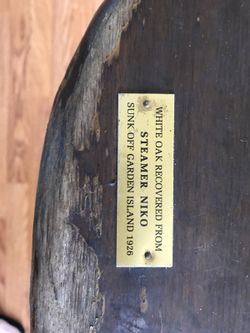 WHITE OAK RECOVERED FROM
STEAMER NIKO
SUNK OFF GARDEN ISLAND 1926